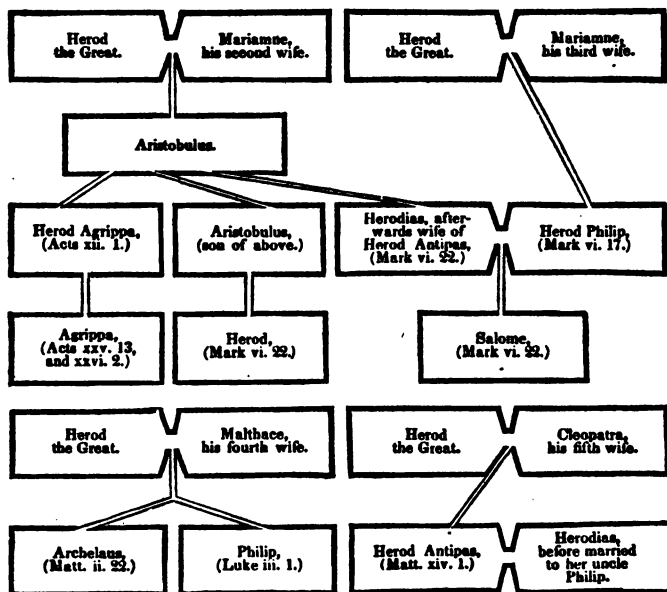 Herod
the Great.
Mariamne,
his second wife.
Herod
the Great.
Mariamne,
his third wife.
Aristobulus.
Herod Agrippa,
(Acts xii. 1.)
Aristobulus,
(son of above.)
Herodias, after-
wards wife of
Herod Antipas,
(Mark vi. 22.)
Herod Philip,
(Mark vi. 17.)
Agrippa,
(Acts xxv. 13,
and xxvi. 2.)
Herod,
(Mark vi. 22.)
Salome,
(Mark vi. 22.)
Herod
the Great.
Malthace,
his fourth wife.
Herod
the Great.
Cleopatra,
his fifth wife.
Archelaus,
(Matt. ii. 22.)
Philip,
(Luke iii. 1.)
Herod Antipas,
(Matt. xiv. 1.)
Herodias,
before married
to her uncle
Philip.